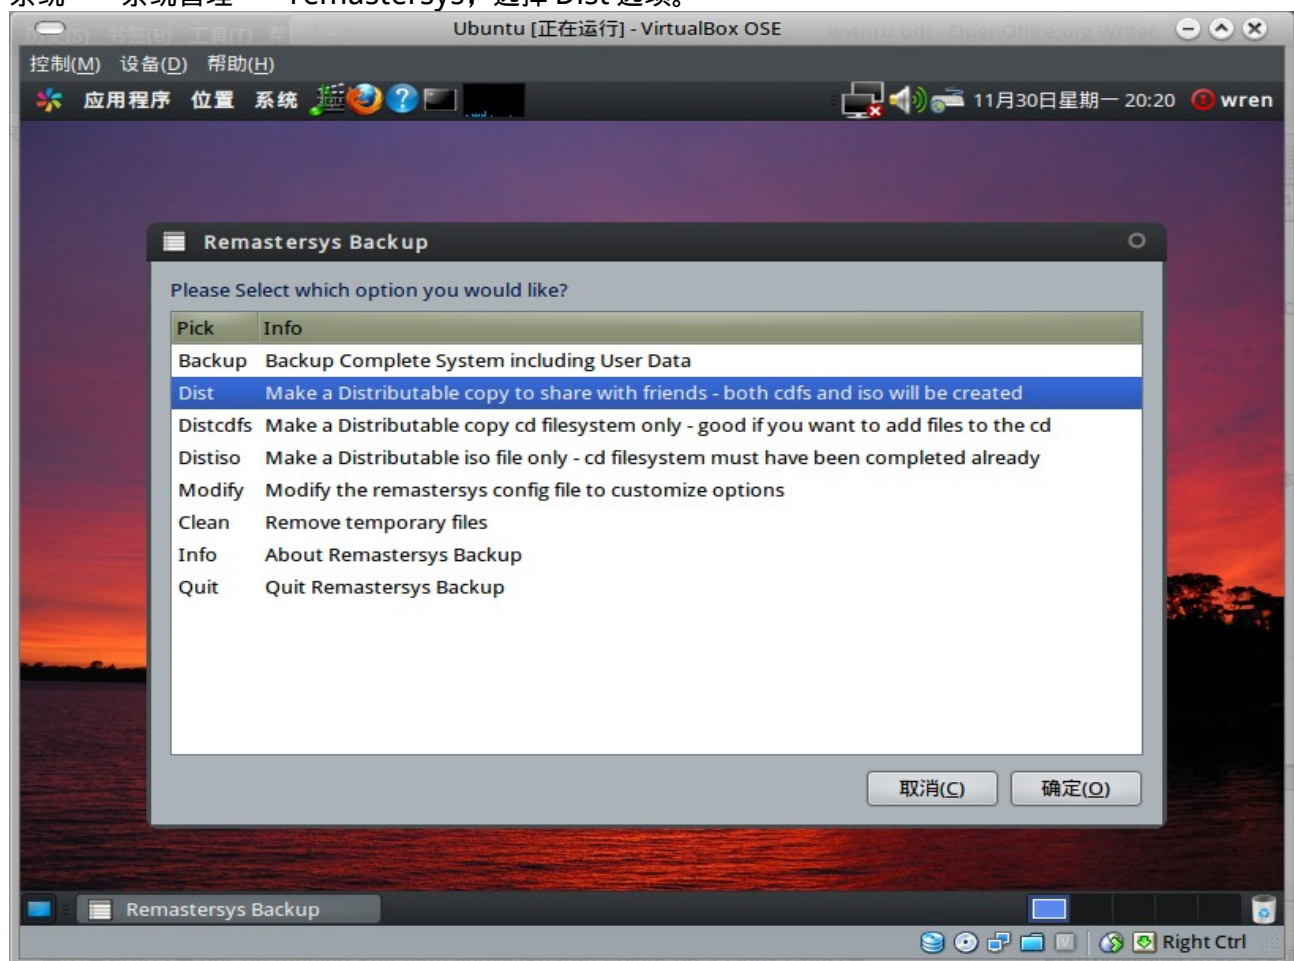 系统——系统管理——remastersys，选择 Dist 选项。
Ubuntu [正在运行] - VirtualBox OSE
控制(M) 设备(D) 帮助(H)
应用程序 位置 系统 11月30日星期一 20:20 wren
Remastersys Backup
Please Select which option you would like?
Pick Info
Backup Backup Complete System including User Data
Dist Make a Distributable copy to share with friends - both cdfs and iso will be created
Distcdfs Make a Distributable copy cd filesystem only - good if you want to add files to the cd
Distiso Make a Distributable iso file only - cd filesystem must have been completed already
Modify Modify the remastersys config file to customize options
Clean Remove temporary files
Info About Remastersys Backup
Quit Quit Remastersys Backup
取消(C) 确定(O)
Remastersys Backup
Right Ctrl